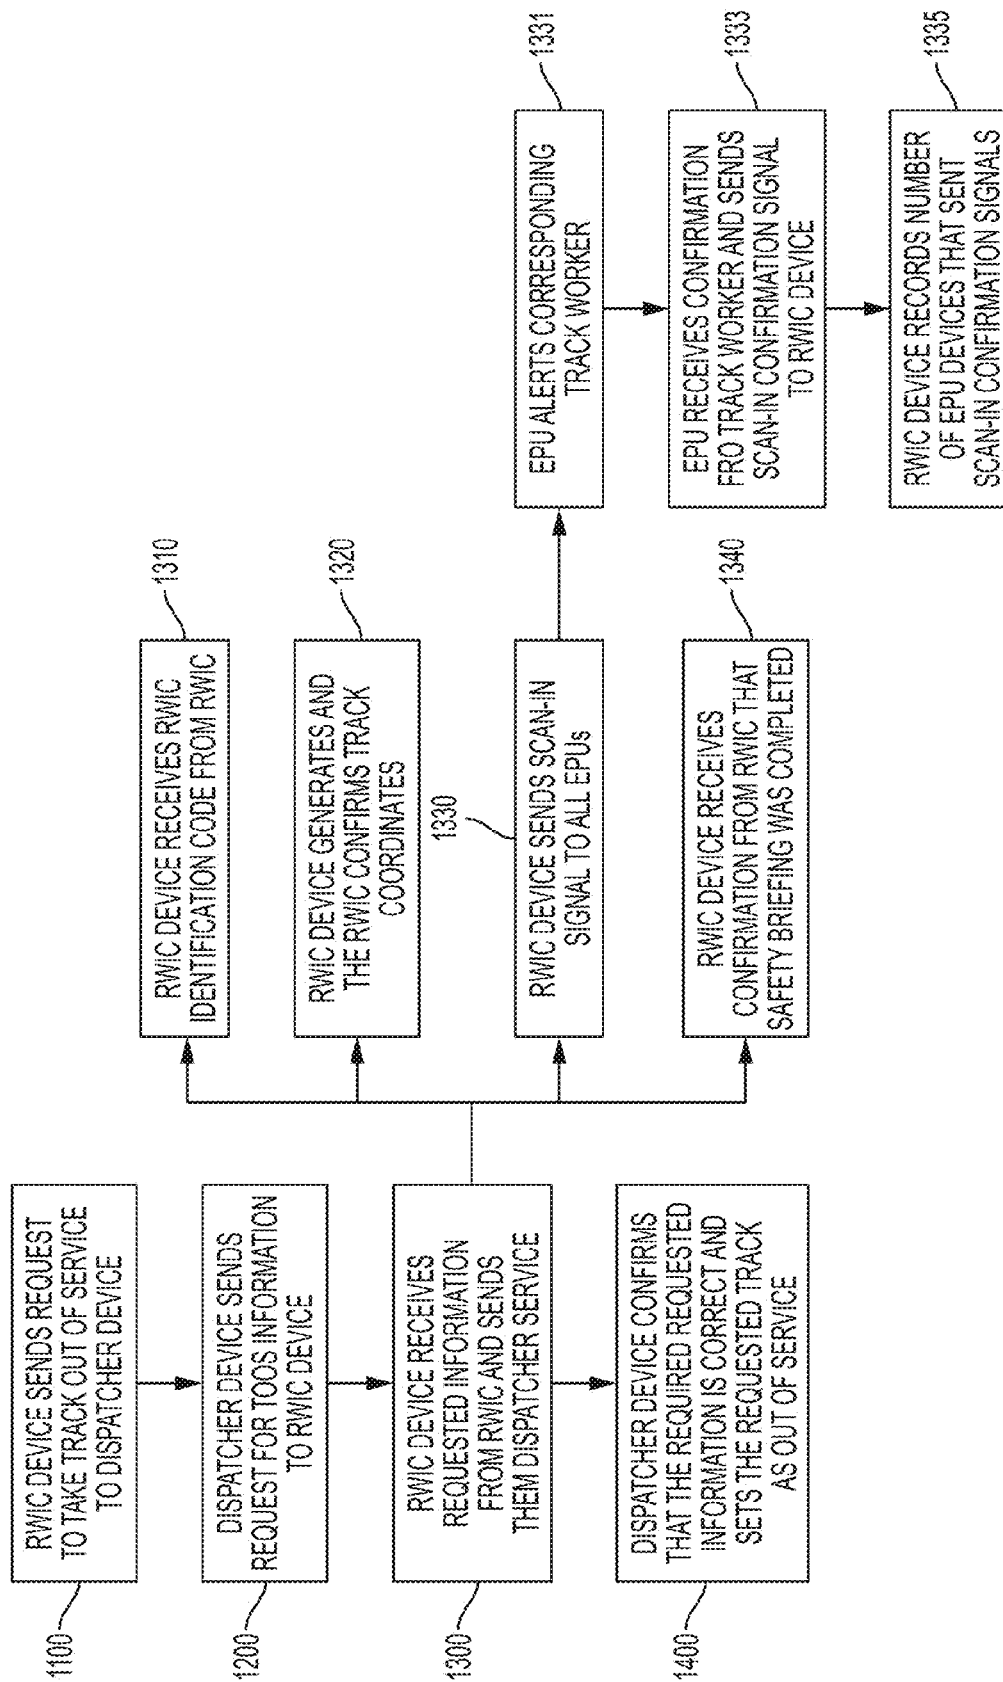 1100
RWIC DEVICE SENDS REQUEST
TO TAKE TRACK OUT OF SERVICE
TO DISPATCHER DEVICE
1200
DISPATCHER DEVICE SENDS
REQUEST FOR TOOS INFORMATION
TO RWIC DEVICE
1300
RWIC DEVICE RECEIVES
REQUESTED INFORMATION
FROM RWIC AND SENDS
THEM DISPATCHER SERVICE
1400
DISPATCHER DEVICE CONFIRMS
THAT THE REQUIRED REQUESTED
INFORMATION IS CORRECT AND
SETS THE REQUESTED TRACK
AS OUT OF SERVICE
1310
RWIC DEVICE RECEIVES RWIC
IDENTIFICATION CODE FROM RWIC
1320
RWIC DEVICE GENERATES AND
THE RWIC CONFIRMS TRACK
COORDINATES
1330
RWIC DEVICE SENDS SCAN-IN
SIGNAL TO ALL EPUs
1340
RWIC DEVICE RECEIVES
CONFIRMATION FROM RWIC THAT
SAFETY BRIEFING WAS COMPLETED
1331
EPU ALERTS CORRESPONDING
TRACK WORKER
1333
EPU RECEIVES CONFIRMATION
FRO TRACK WORKER AND SENDS
SCAN-IN CONFIRMATION SIGNAL
TO RWIC DEVICE
1335
RWIC DEVICE RECORDS NUMBER
OF EPU DEVICES THAT SENT
SCAN-IN CONFIRMATION SIGNALS